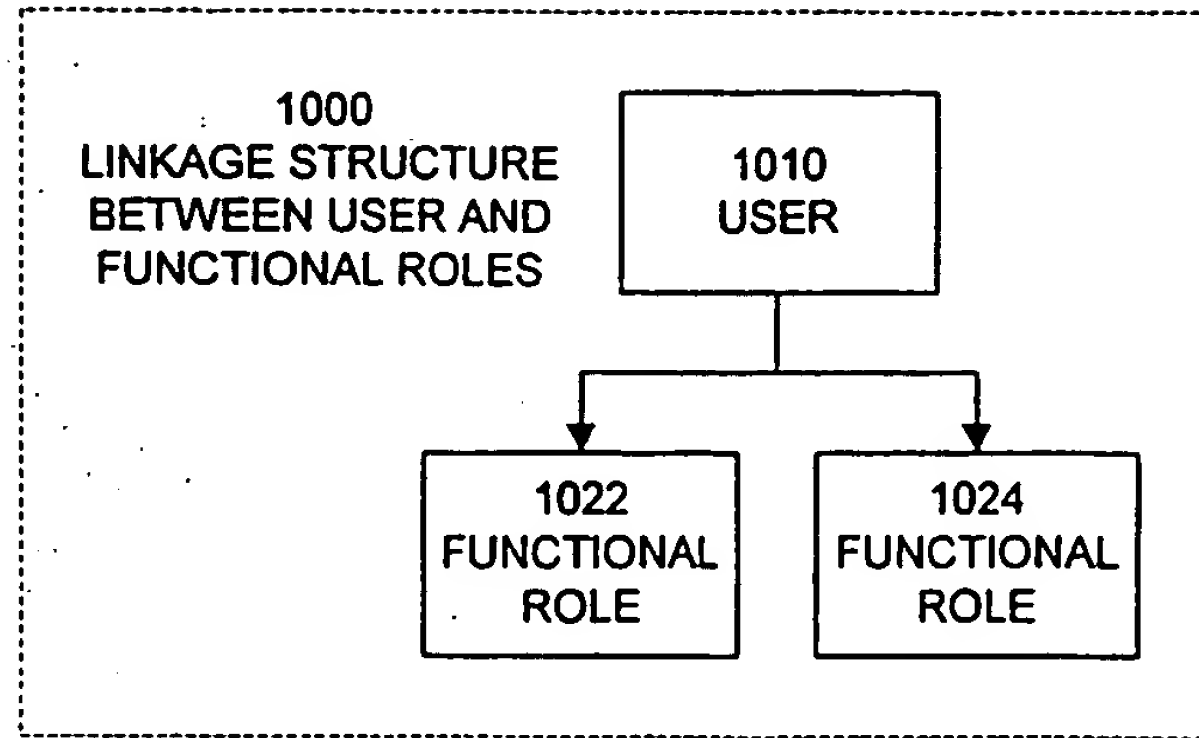 1000
LINKAGE STRUCTURE
BETWEEN USER AND
FUNCTIONAL ROLES
1010
USER
1022
FUNCTIONAL
ROLE
1024
FUNCTIONAL
ROLE